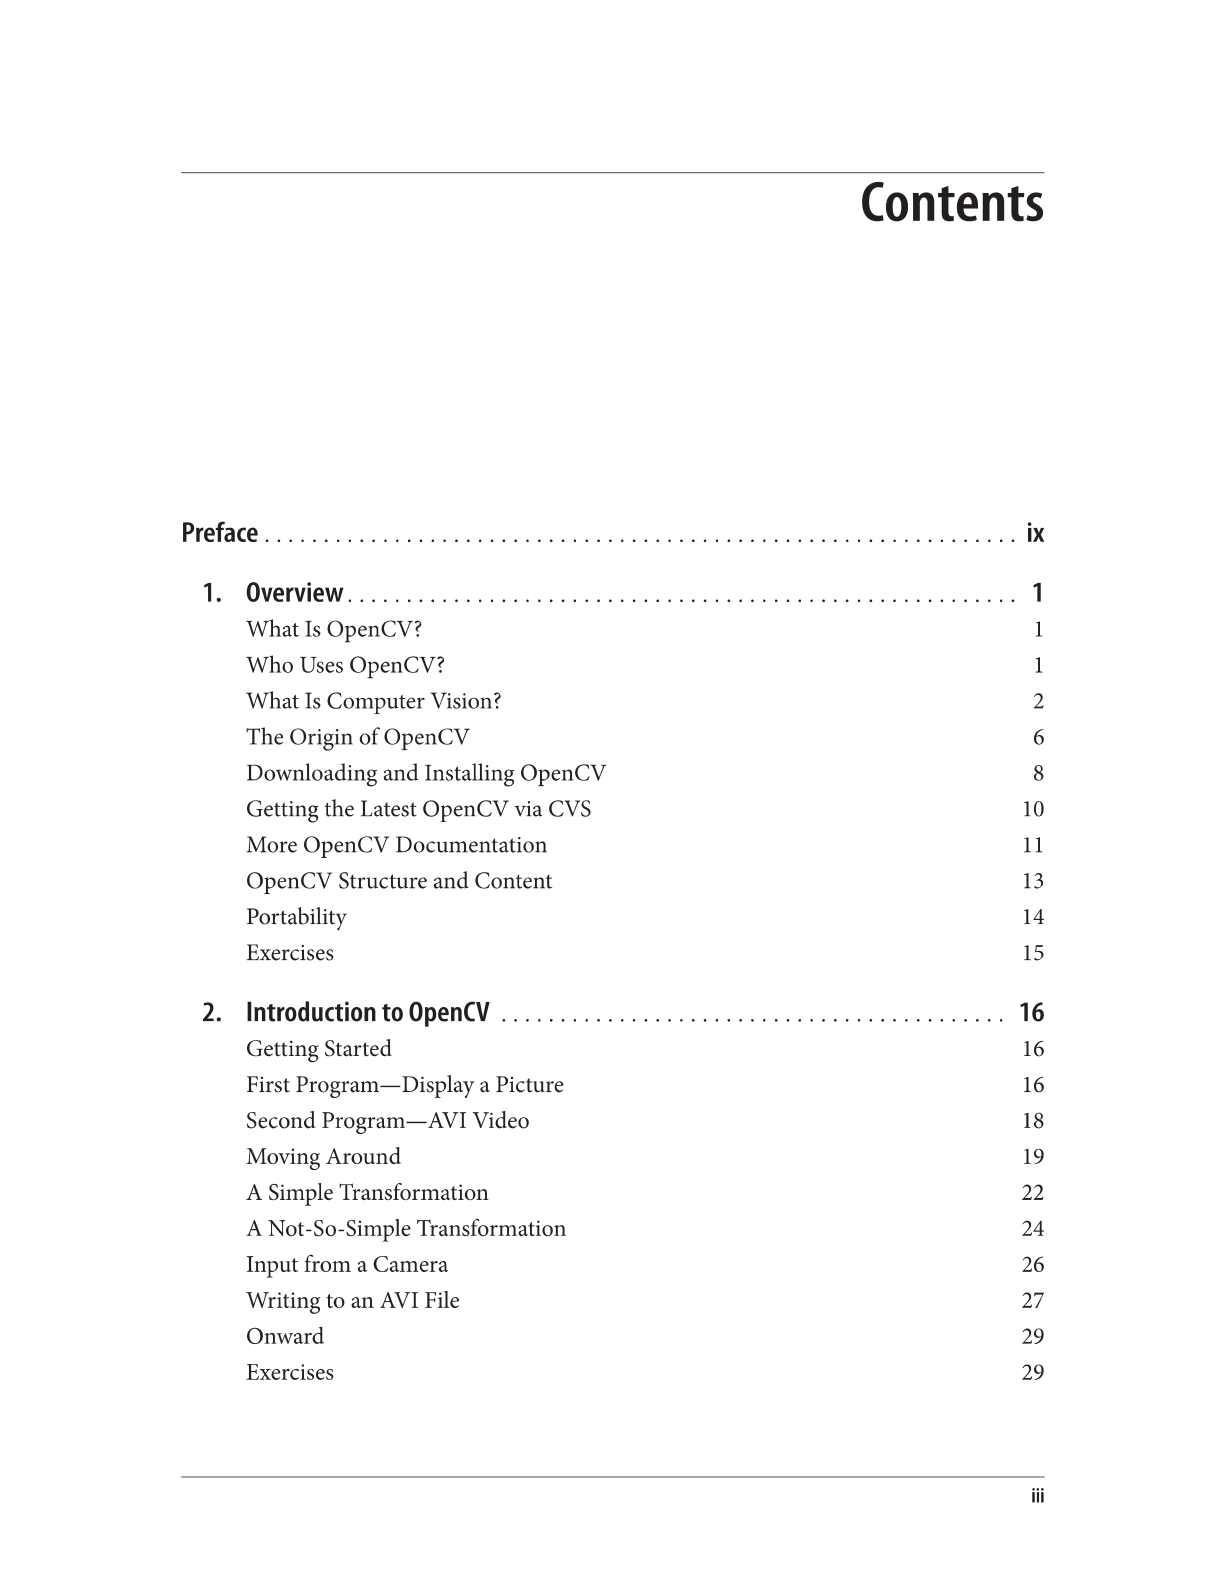 Contents
Preface . . . . . . . . . . . . . . . . . . . . . . . . . . . . . . . . . . . . . . . . . . . . . . . . . . . . . . . . . . . . . . . . ix
1. Overview . . . . . . . . . . . . . . . . . . . . . . . . . . . . . . . . . . . . . . . . . . . . . . . . . . . . . . . . . 1
What Is OpenCV? 1
Who Uses OpenCV? 1
What Is Computer Vision? 2
The Origin of OpenCV 6
Downloading and Installing OpenCV 8
Getting the Latest OpenCV via CVS 10
More OpenCV Documentation 11
OpenCV Structure and Content 13
Portability 14
Exercises 15
2. Introduction to OpenCV . . . . . . . . . . . . . . . . . . . . . . . . . . . . . . . . . . . . . . . . . . . 16
Getting Started 16
First Program—Display a Picture 16
Second Program—AVI Video 18
Moving Around 19
A Simple Transformation 22
A Not-So-Simple Transformation 24
Input from a Camera 26
Writing to an AVI File 27
Onward 29
Exercises 29
iii